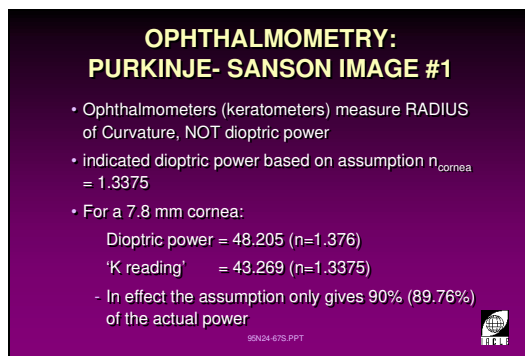 OPHTHALMOMETRY:
PURKINJE- SANSON IMAGE #1
• Ophthalmometers (keratometers) measure RADIUS
of Curvature, NOT dioptric power
• indicated dioptric power based on assumption ncornea
= 1.3375
• For a 7.8 mm cornea:
Dioptric power = 48.205 (n=1.376)
‘K reading’ = 43.269 (n=1.3375)
- In effect the assumption only gives 90% (89.76%)
of the actual power
95N24-67S.PPT
IACLE